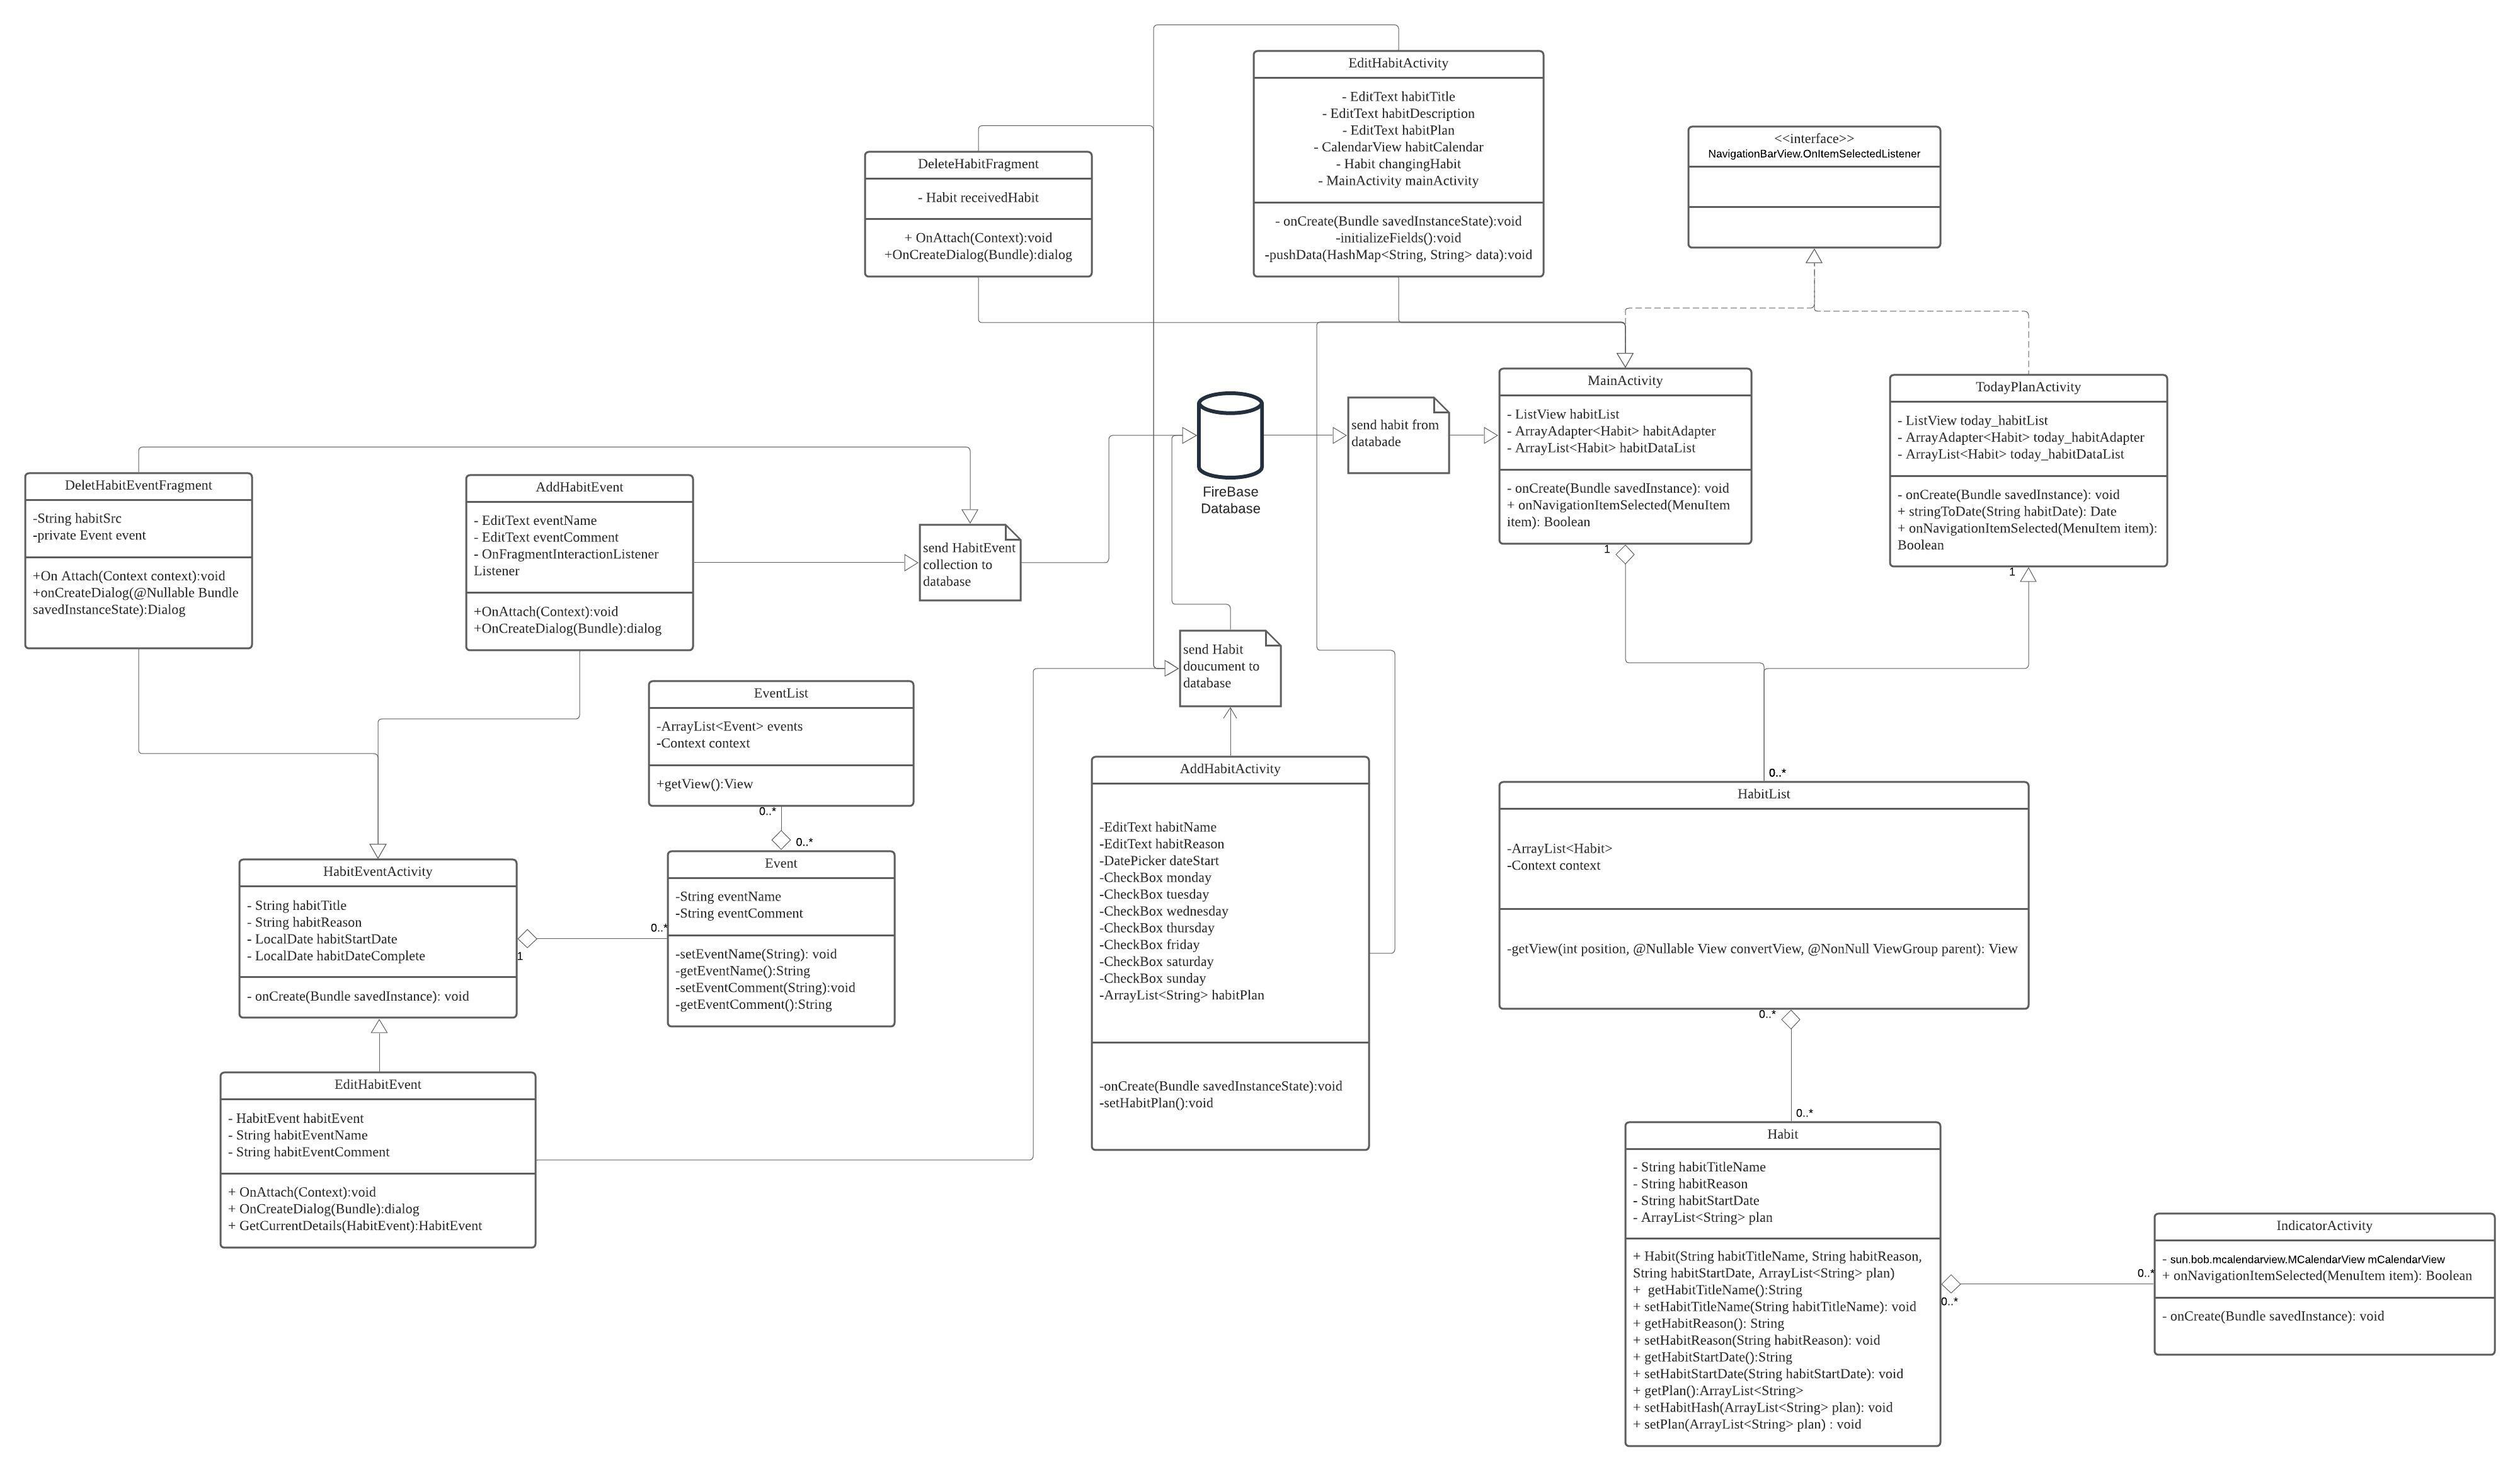 EditHabitActivity
- EditText habitTitle
- EditText habitDescription
- EditText habitPlan
- CalendarView habitCalendar
- Habit changingHabit
- MainActivity mainActivity
- onCreate(Bundle savedInstanceState):void
-initializeFields():void
-pushData(HashMap<String, String> data):void
DeleteHabitFragment
- Habit receivedHabit
+ OnAttach(Context):void
+OnCreateDialog(Bundle):dialog
<<interface>>
NavigationBarView.OnItemSelectedListener
MainActivity
- ListView habitList
- ArrayAdapter<Habit> habitAdapter
- ArrayList<Habit> habitDataList
- onCreate(Bundle savedInstance): void
+ onNavigationItemSelected(MenuItem
item): Boolean
1
TodayPlanActivity
- ListView today_habitList
- ArrayAdapter<Habit> today_habitAdapter
- ArrayList<Habit> today_habitDataList
- onCreate(Bundle savedInstance): void
+ stringToDate(String habitDate): Date
+ onNavigationItemSelected(MenuItem item):
Boolean
1
FireBase
Database
send habit from
databade
DeletHabitEventFragment
-String habitSrc
-private Event event
+On Attach(Context context):void
+onCreateDialog(@Nullable Bundle
savedInstanceState):Dialog
AddHabitEvent
- EditText eventName
- EditText eventComment
- OnFragmentInteractionListener
Listener
+OnAttach(Context):void
+OnCreateDialog(Bundle):dialog
send HabitEvent
collection to
database
send Habit
doucument to
database
EventList
-ArrayList<Event> events
-Context context
+getView():View
0..*
0..*
Event
-String eventName
-String eventComment
-setEventName(String): void
-getEventName():String
-setEventComment(String):void
-getEventComment():String
0..*
1
HabitEventActivity
- String habitTitle
- String habitReason
- LocalDate habitStartDate
- LocalDate habitDateComplete
- onCreate(Bundle savedInstance): void
EditHabitEvent
- HabitEvent habitEvent
- String habitEventName
- String habitEventComment
+ OnAttach(Context):void
+ OnCreateDialog(Bundle):dialog
+ GetCurrentDetails(HabitEvent):HabitEvent
AddHabitActivity
-EditText habitName
-EditText habitReason
-DatePicker dateStart
-CheckBox monday
-CheckBox tuesday
-CheckBox wednesday
-CheckBox thursday
-CheckBox friday
-CheckBox saturday
-CheckBox sunday
-ArrayList<String> habitPlan
-onCreate(Bundle savedInstanceState):void
-setHabitPlan():void
0..*
HabitList
-ArrayList<Habit>
-Context context
-getView(int position, @Nullable View convertView, @NonNull ViewGroup parent): View
0..*
0..*
Habit
- String habitTitleName
- String habitReason
- String habitStartDate
- ArrayList<String> plan
+ Habit(String habitTitleName, String habitReason,
String habitStartDate, ArrayList<String> plan)
+  getHabitTitleName():String
+ setHabitTitleName(String habitTitleName): void
+ getHabitReason(): String
+ setHabitReason(String habitReason): void
+ getHabitStartDate():String
+ setHabitStartDate(String habitStartDate): void
+ getPlan():ArrayList<String>
+ setHabitHash(ArrayList<String> plan): void
+ setPlan(ArrayList<String> plan) : void
0..*
0..*
IndicatorActivity
- sun.bob.mcalendarview.MCalendarView mCalendarView
+ onNavigationItemSelected(MenuItem item): Boolean
- onCreate(Bundle savedInstance): void